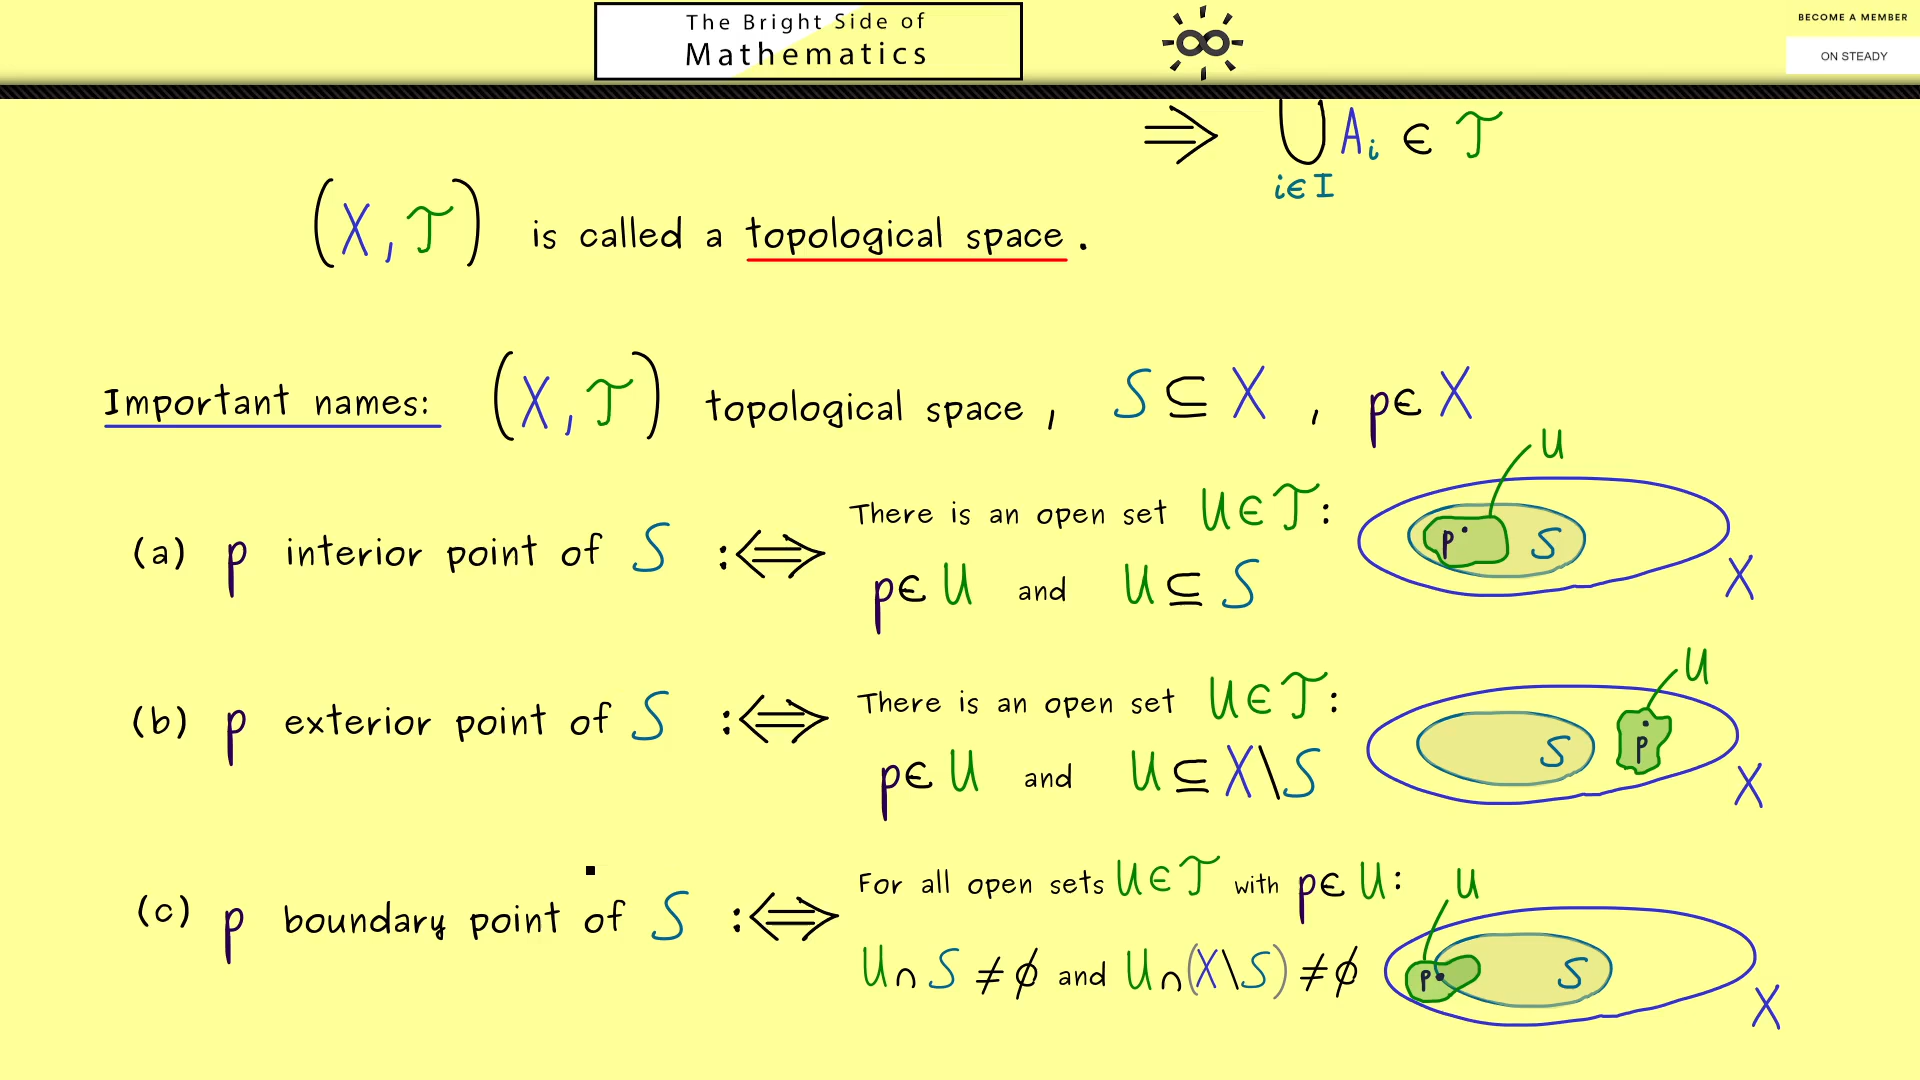 The Bright Side of
Mathematics
BECOME A MEMBER
ON STEADY
⇒ ⋃ Aᵢ ∈ 𝒯
i∈I
(X, 𝒯) is called a topological space.
Important names: (X, 𝒯) topological space, S ⊆ X, p ∈ X
U
(a) p interior point of S :⇔ There is an open set U ∈ 𝒯:
p ∈ U and U ⊆ S
p S
X
U
(b) p exterior point of S :⇔ There is an open set U ∈ 𝒯:
p ∈ U and U ⊆ X\S
S p
X
(c) p boundary point of S :⇔ For all open sets U ∈ 𝒯 with p ∈ U:
U ∩ S ≠ ϕ and U ∩ (X\S) ≠ ϕ
U
p S
X